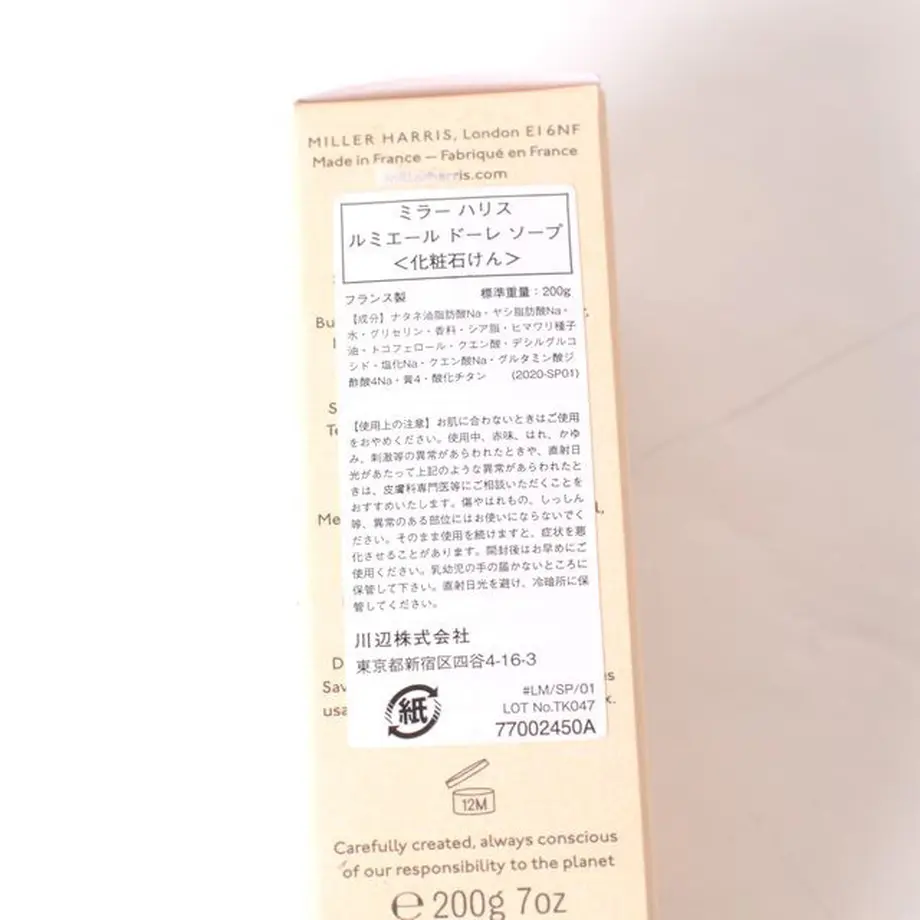 MILLER HARRIS, London E1 6NF
Made in France – Fabriqué en France
millerharris.com
ミラー ハリス
ルミエール ドーレ ソープ
<化粧石けん>
フランス製 標準重量：200g
【成分】ナタネ油脂肪酸Na・ヤシ脂肪酸Na・
水・グリセリン・香料・シア脂・ヒマワリ種子
油・トコフェロール・クエン酸・デシルグルコ
シド・塩化Na・クエン酸Na・グルタミン酸ジ
酢酸4Na・黄4・酸化チタン (2020-SP01)
【使用上の注意】お肌に合わないときはご使用
をおやめください。使用中、赤味、はれ、かゆ
み、刺激等の異常があらわれたときや、直射日
光があたって上記のような異常があらわれたと
きは、皮膚科専門医等にご相談いただくことを
おすすめいたします。傷やはれもの、しっしん
等、異常のある部位にはお使いにならないでく
ださい。そのまま使用を続けますと、症状を悪
化させることがあります。開封後はお早めにご
使用ください。乳幼児の手の届かないところに
保管して下さい。直射日光を避け、冷暗所に保
管してください。
川辺株式会社
東京都新宿区四谷4-16-3
紙
#LM/SP/01
LOT No.TK047
77002450A
12M
Carefully created, always conscious
of our responsibility to the planet
℮ 200g 7oz